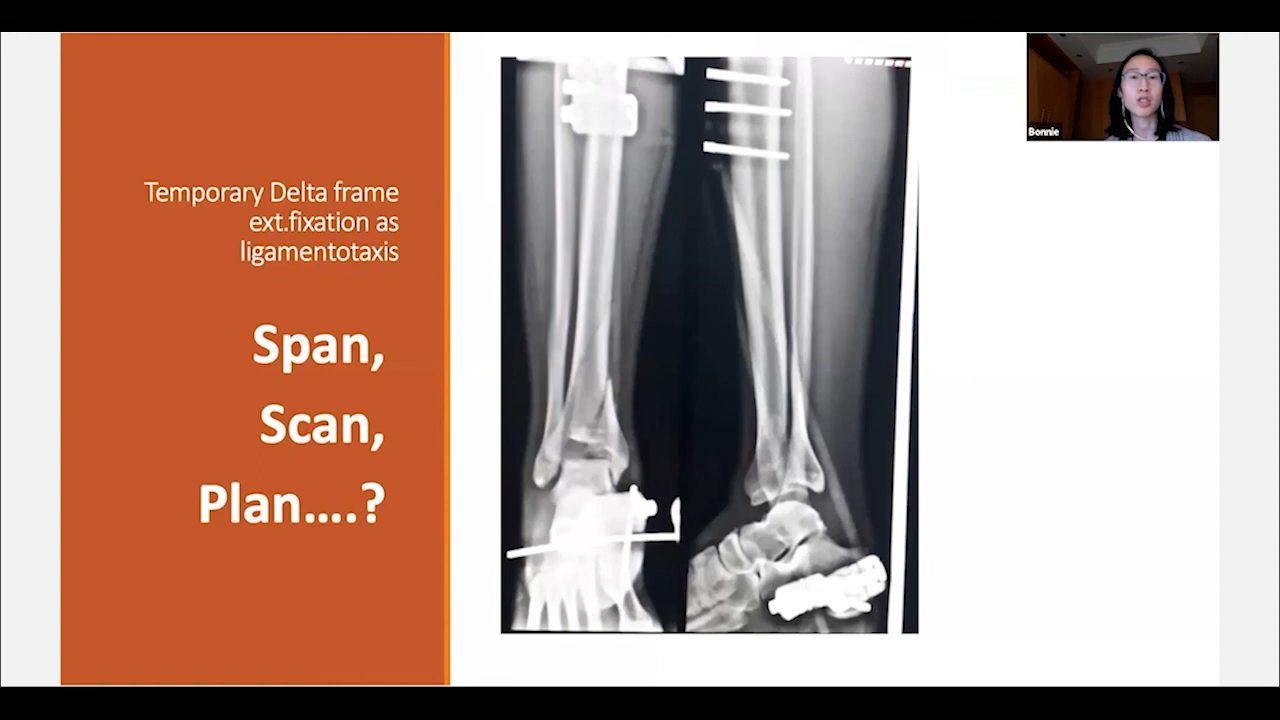 Temporary Delta frame
ext.fixation as
ligamentotaxis
Span,
Scan,
Plan....?
Bonnie